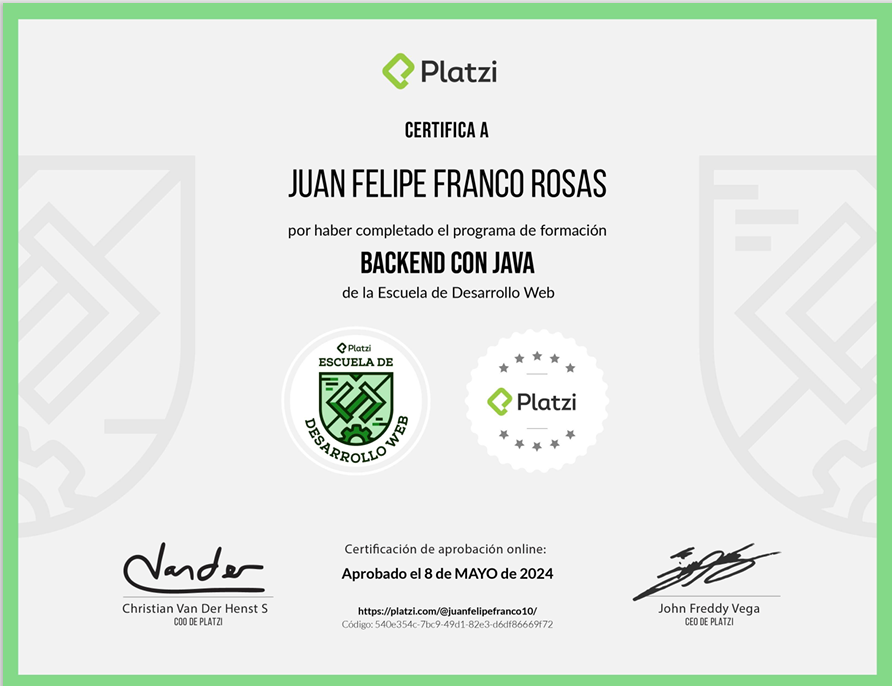 Platzi
CERTIFICA A
JUAN FELIPE FRANCO ROSAS
por haber completado el programa de formación
BACKEND CON JAVA
de la Escuela de Desarrollo Web
Platzi
ESCUELA DE
DESARROLLO WEB
Platzi
Vander
Certificación de aprobación online:
Aprobado el 8 de MAYO de 2024
Christian Van Der Henst S
COO DE PLATZI
https://platzi.com/@juanfelipefranco10/
Código: 540e354c-7bc9-49d1-82e3-d6df86669f72
John Freddy Vega
CEO DE PLATZI